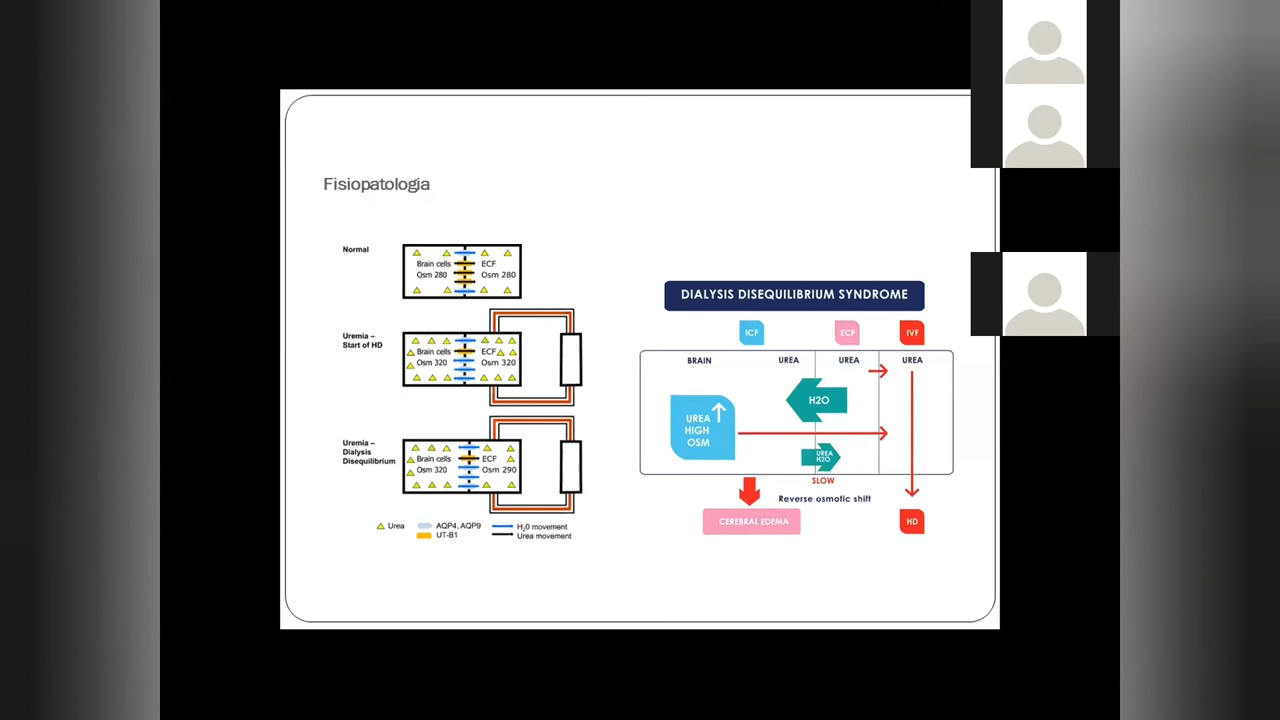 Fisiopatologia
Normal
Brain cells
Osm 280
ECF
Osm 280
Uremia –
Start of HD
Brain cells
Osm 320
ECF
Osm 320
Uremia –
Dialysis
Disequilibrium
Brain cells
Osm 320
ECF
Osm 290
Urea
AQP4, AQP9
UT-B1
H20 movement
Urea movement
DIALYSIS DISEQUILIBRIUM SYNDROME
ICF
ECF
IVF
BRAIN
UREA
UREA
UREA
H2O
UREA
HIGH
OSM
UREA
H2O
SLOW
Reverse osmotic shift
CEREBRAL EDEMA
HD